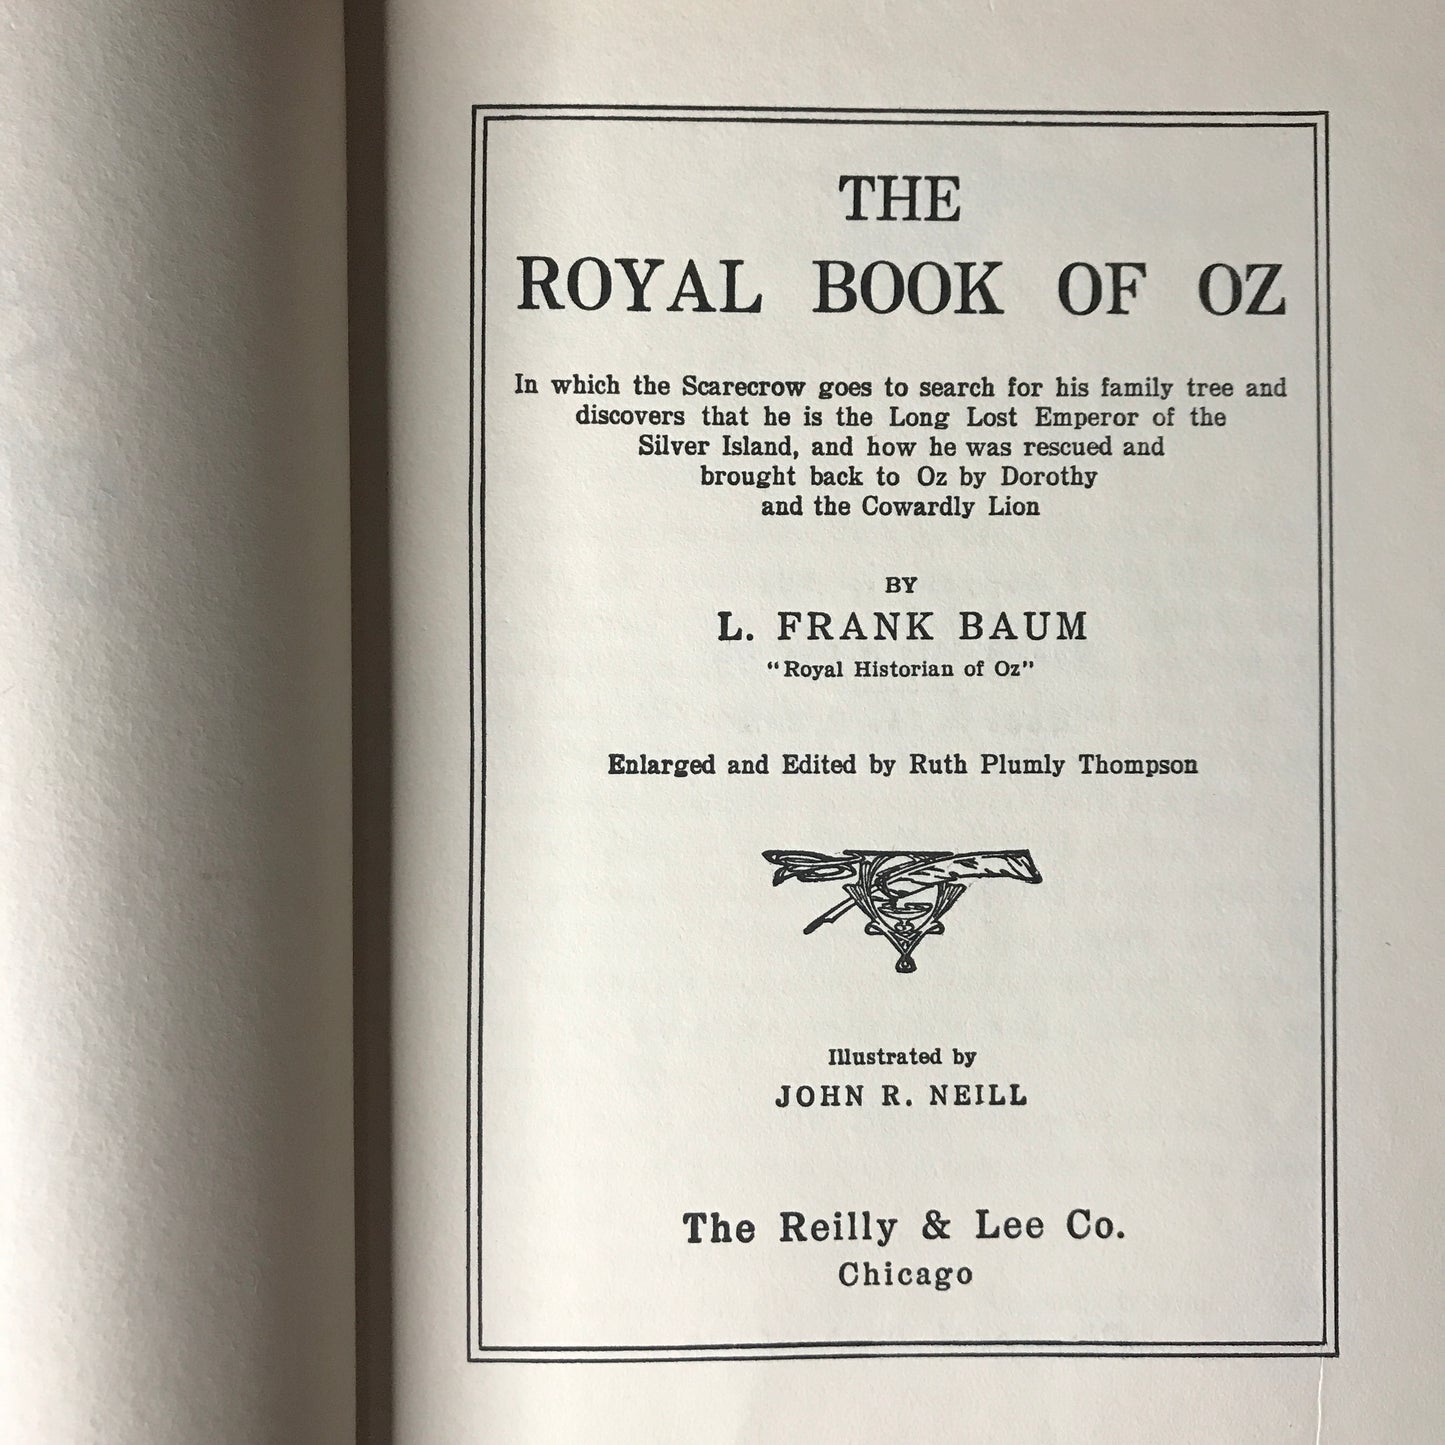 THE
ROYAL BOOK OF OZ
In which the Scarecrow goes to search for his family tree and
discovers that he is the Long Lost Emperor of the
Silver Island, and how he was rescued and
brought back to Oz by Dorothy
and the Cowardly Lion
BY
L. FRANK BAUM
"Royal Historian of Oz"
Enlarged and Edited by Ruth Plumly Thompson
Illustrated by
JOHN R. NEILL
The Reilly & Lee Co.
Chicago